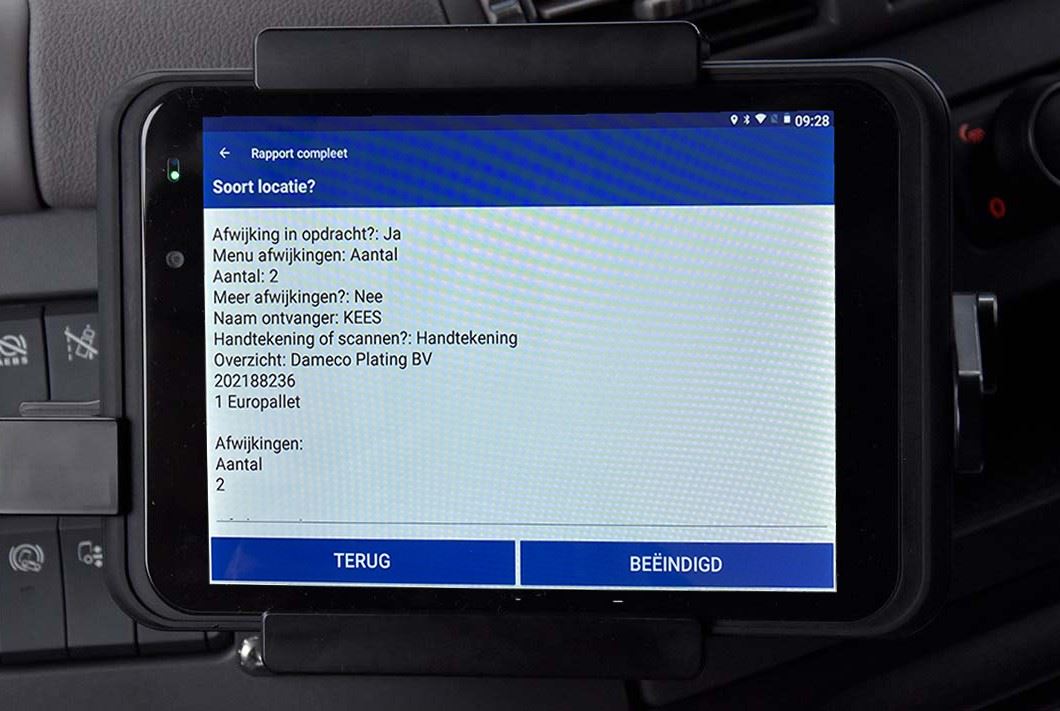 09:28
Rapport compleet
Soort locatie?
Afwijking in opdracht?: Ja
Menu afwijkingen: Aantal
Aantal: 2
Meer afwijkingen?: Nee
Naam ontvanger: KEES
Handtekening of scannen?: Handtekening
Overzicht: Dameco Plating BV
202188236
1 Europallet
Afwijkingen:
Aantal
2
TERUG
BEËINDIGD